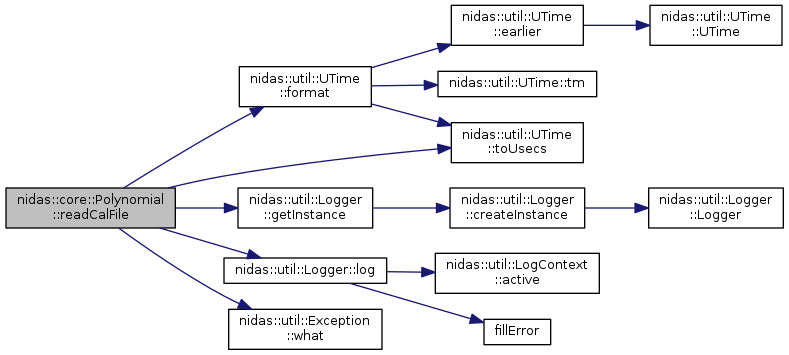 nidas::util::UTime
::earlier
nidas::util::UTime
::UTime
nidas::util::UTime
::format
nidas::util::UTime::tm
nidas::util::UTime
::toUsecs
nidas::core::Polynomial
::readCalFile
nidas::util::Logger
::getInstance
nidas::util::Logger
::createInstance
nidas::util::Logger
::Logger
nidas::util::Logger::log
nidas::util::LogContext
::active
nidas::util::Exception
::what
fillError